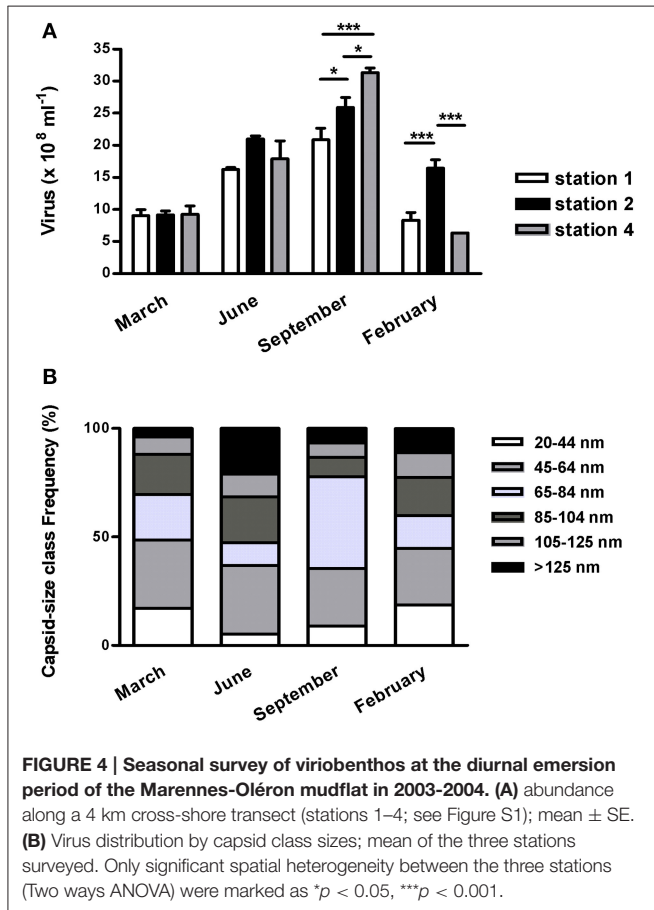 A
Virus (x 10⁸ ml⁻¹)
35
30
25
20
15
10
5
0
***
*
*
***
***
March
June
September
February
station 1
station 2
station 4
B
Capsid-size class Frequency (%)
100
50
0
March
June
September
February
20-44 nm
45-64 nm
65-84 nm
85-104 nm
105-125 nm
>125 nm
FIGURE 4 | Seasonal survey of viriobenthos at the diurnal emersion
period of the Marennes-Oléron mudflat in 2003-2004. (A) abundance
along a 4 km cross-shore transect (stations 1–4; see Figure S1); mean ± SE.
(B) Virus distribution by capsid class sizes; mean of the three stations
surveyed. Only significant spatial heterogeneity between the three stations
(Two ways ANOVA) were marked as *p < 0.05, ***p < 0.001.